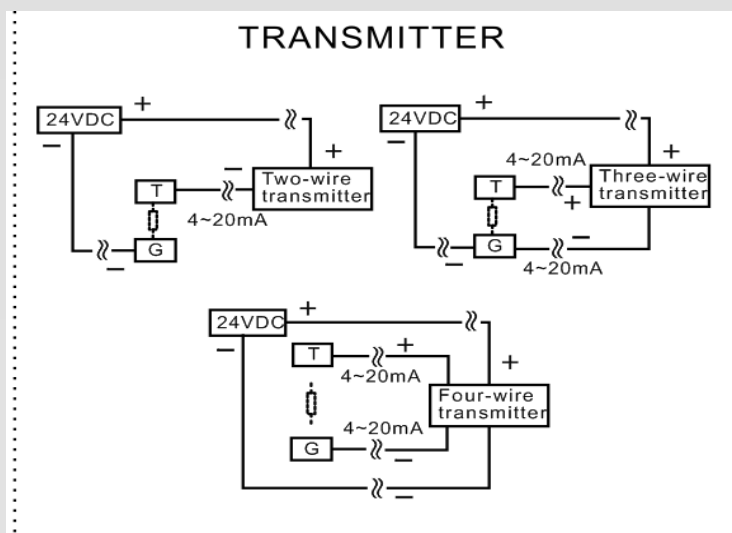 TRANSMITTER
+
24VDC
−
+
−
T
Two-wire
transmitter
4~20mA
G
−
+
24VDC
−
+
4~20mA
T
Three-wire
transmitter
+
−
G
−
4~20mA
+
24VDC
−
T
+
+
4~20mA
Four-wire
transmitter
4~20mA
G
−
−